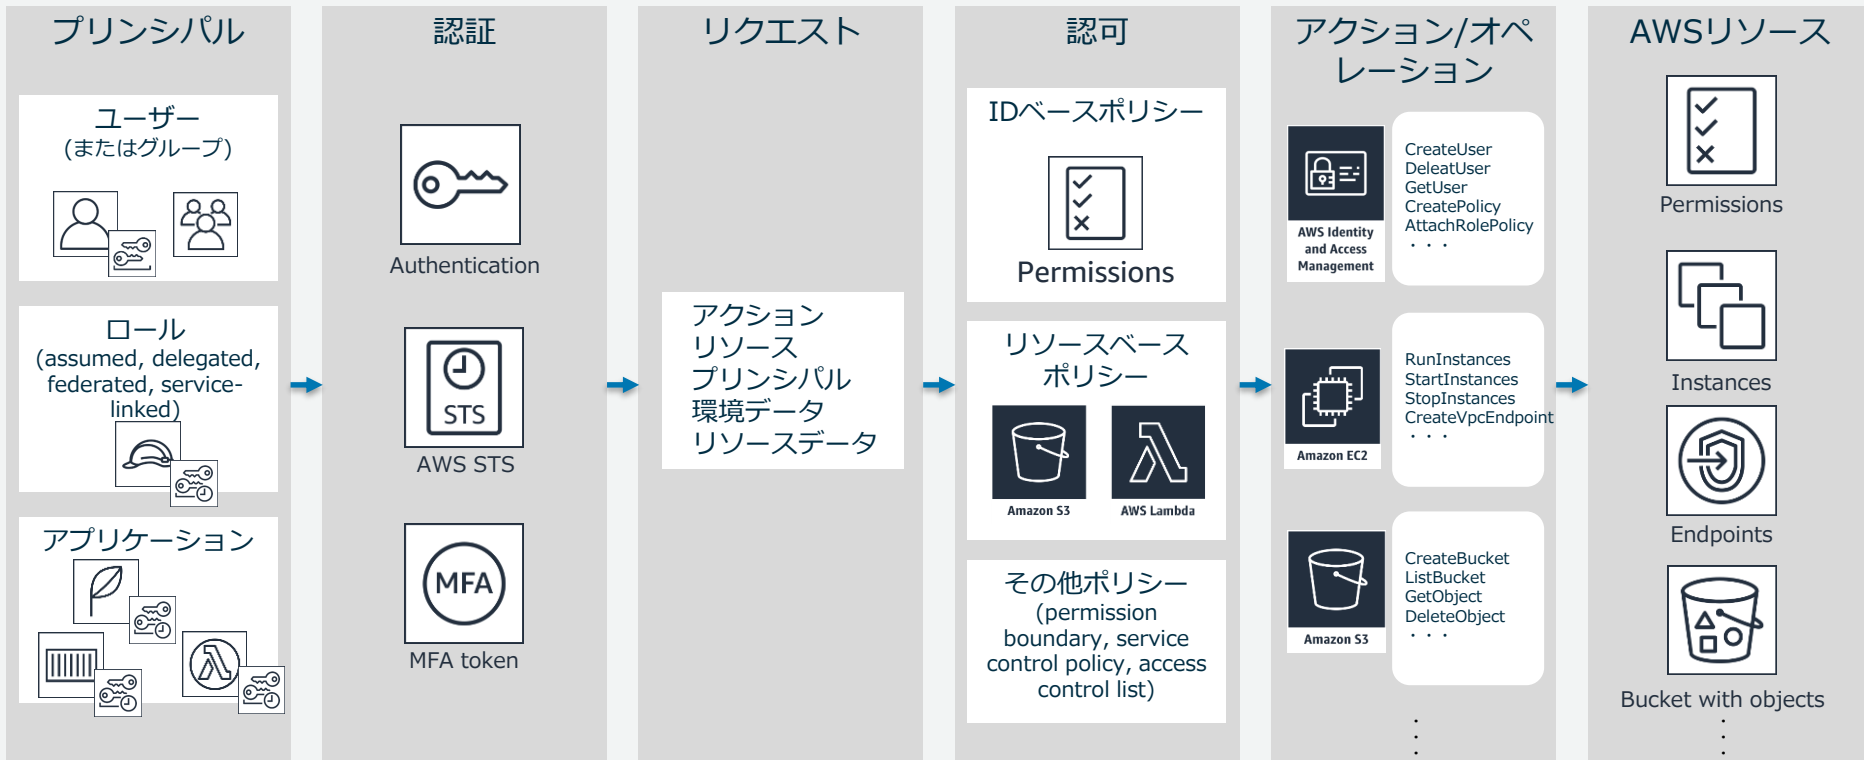 プリンシパル
ユーザー
(またはグループ)
ロール
(assumed, delegated,
federated, service-
linked)
アプリケーション
認証
Authentication
STS
AWS STS
MFA
MFA token
リクエスト
アクション
リソース
プリンシパル
環境データ
リソースデータ
認可
IDベースポリシー
Permissions
リソースベース
ポリシー
Amazon S3
AWS Lambda
その他ポリシー
(permission
boundary, service
control policy, access
control list)
アクション/オペ
レーション
AWS Identity
and Access
Management
CreateUser
DeleatUser
GetUser
CreatePolicy
AttachRolePolicy
・・・
Amazon EC2
RunInstances
StartInstances
StopInstances
CreateVpcEndpoint
・・・
Amazon S3
CreateBucket
ListBucket
GetObject
DeleteObject
・・・
AWSリソース
Permissions
Instances
Endpoints
Bucket with objects